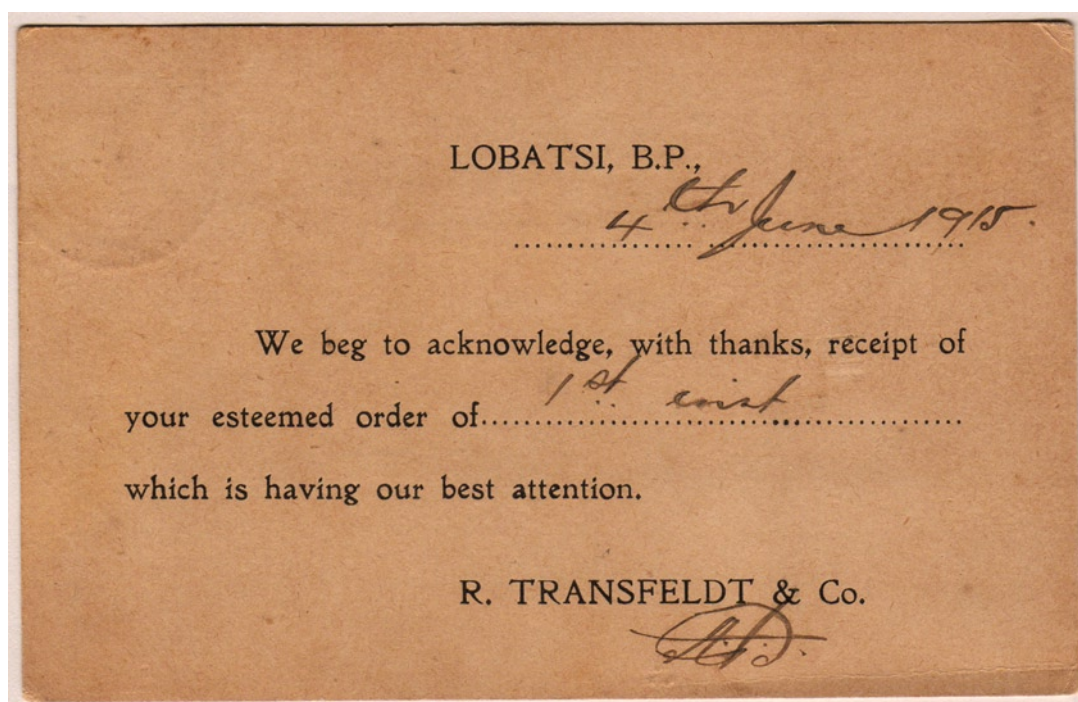 LOBATSI, B.P.,
4th June 1915.
We beg to acknowledge, with thanks, receipt of
your esteemed order of 1st inst
which is having our best attention.
R. TRANSFELDT & Co.